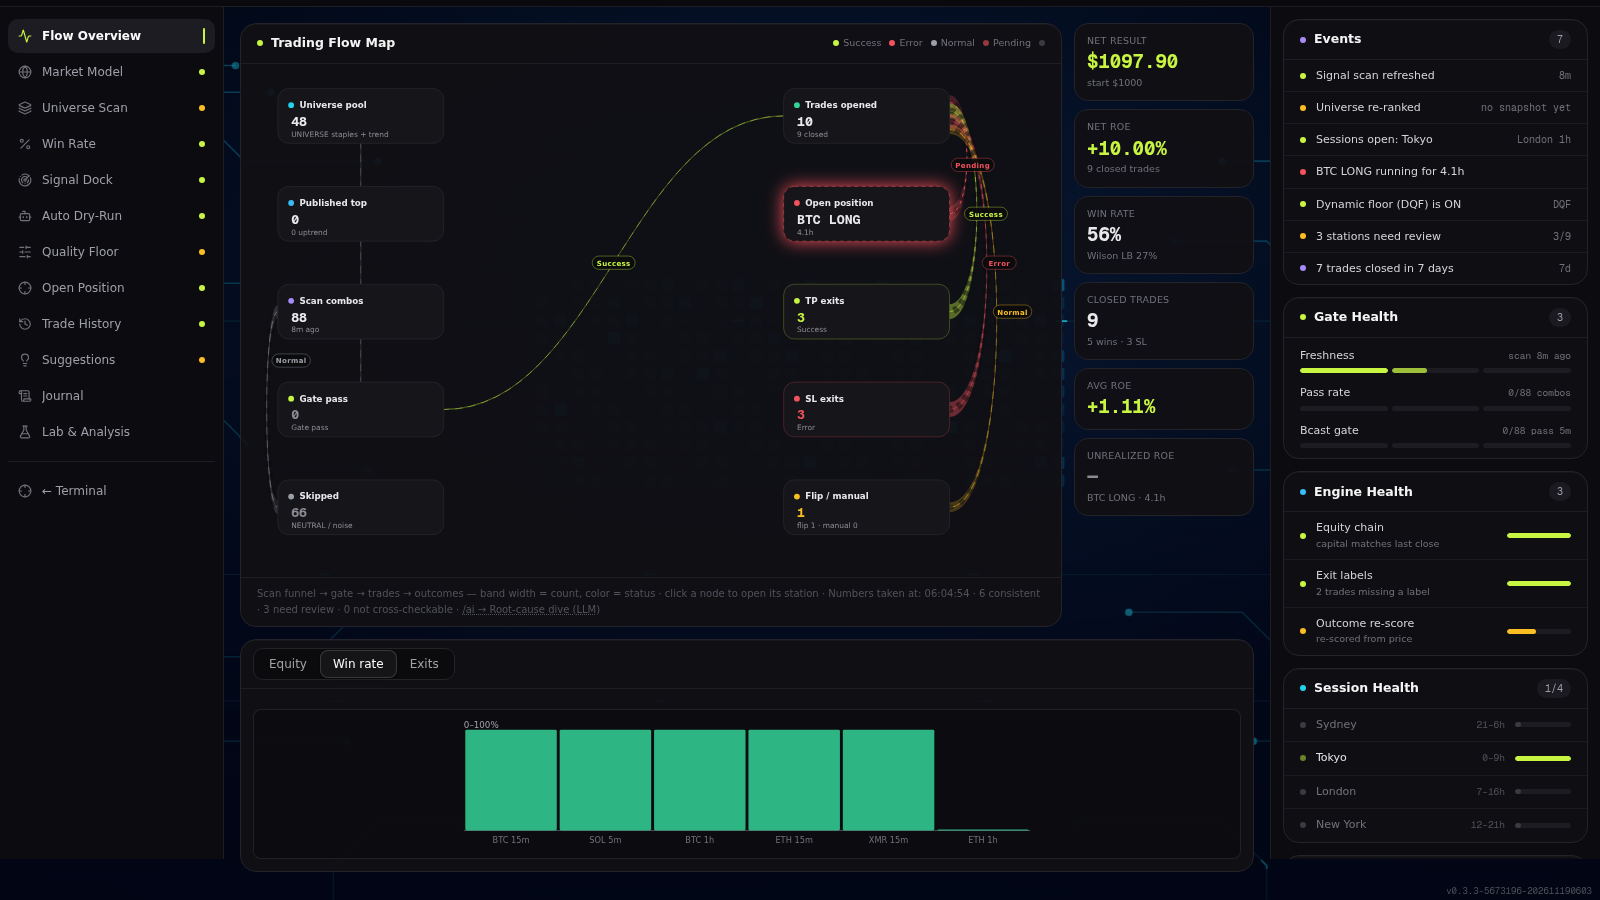 Flow Overview
Market Model
Universe Scan
Win Rate
Signal Dock
Auto Dry-Run
Quality Floor
Open Position
Trade History
Suggestions
Journal
Lab & Analysis
← Terminal
Trading Flow Map
Success
Error
Normal
Pending
Universe pool
48
UNIVERSE staples + trend
Published top
0
0 uptrend
Scan combos
88
8m ago
Normal
Gate pass
0
Gate pass
Skipped
66
NEUTRAL / noise
Success
Trades opened
10
9 closed
Pending
Open position
BTC LONG
4.1h
Success
Error
TP exits
3
Success
Normal
SL exits
3
Error
Flip / manual
1
flip 1 · manual 0
Scan funnel → gate → trades → outcomes — band width = count, color = status · click a node to open its station · Numbers taken at: 06:04:54 · 6 consistent
· 3 need review · 0 not cross-checkable · /ai → Root-cause dive (LLM)
NET RESULT
$1097.90
start $1000
NET ROE
+10.00%
9 closed trades
WIN RATE
56%
Wilson LB 27%
CLOSED TRADES
9
5 wins · 3 SL
AVG ROE
+1.11%
UNREALIZED ROE
—
BTC LONG · 4.1h
Equity
Win rate
Exits
0–100%
BTC 15m
SOL 5m
BTC 1h
ETH 15m
XMR 15m
ETH 1h
Events
7
Signal scan refreshed
8m
Universe re-ranked
no snapshot yet
Sessions open: Tokyo
London 1h
BTC LONG running for 4.1h
Dynamic floor (DQF) is ON
DQF
3 stations need review
3/9
7 trades closed in 7 days
7d
Gate Health
3
Freshness
scan 8m ago
Pass rate
0/88 combos
Bcast gate
0/88 pass 5m
Engine Health
3
Equity chain
capital matches last close
Exit labels
2 trades missing a label
Outcome re-score
re-scored from price
Session Health
1/4
Sydney
21–6h
Tokyo
0–9h
London
7–16h
New York
12–21h
v0.3.3-5673196-202611190603